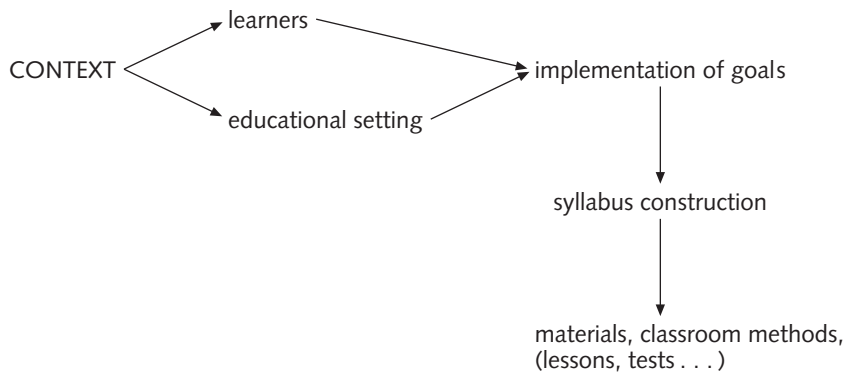 learners
CONTEXT
implementation of goals
educational setting
syllabus construction
materials, classroom methods,
(lessons, tests . . . )